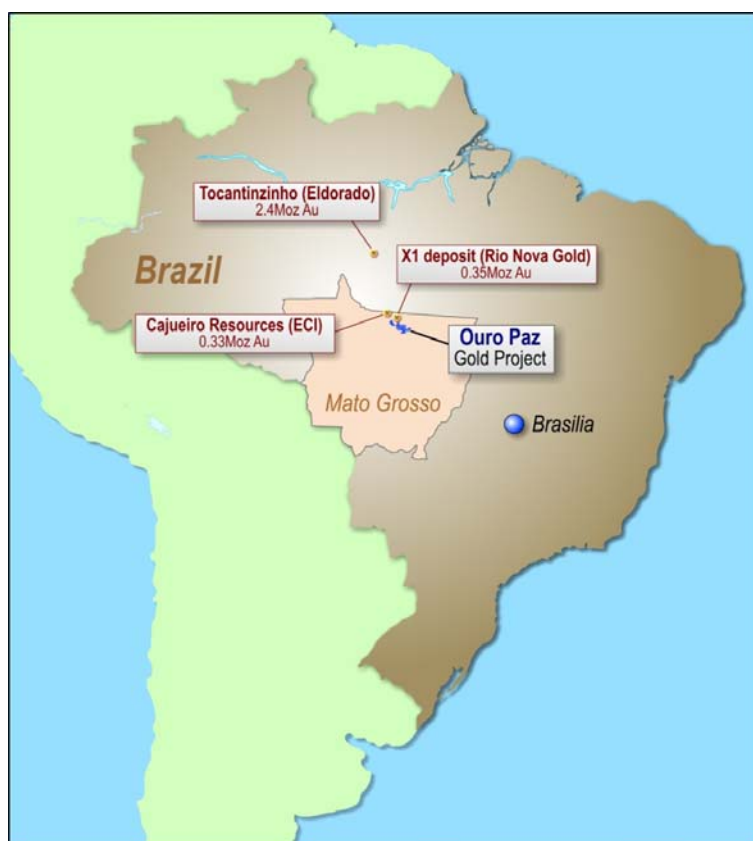 Tocantinzinho (Eldorado)
2.4Moz Au
X1 deposit (Rio Nova Gold)
0.35Moz Au
Brazil
Cajueiro Resources (ECI)
0.33Moz Au
Ouro Paz
Gold Project
Mato Grosso
Brasilia